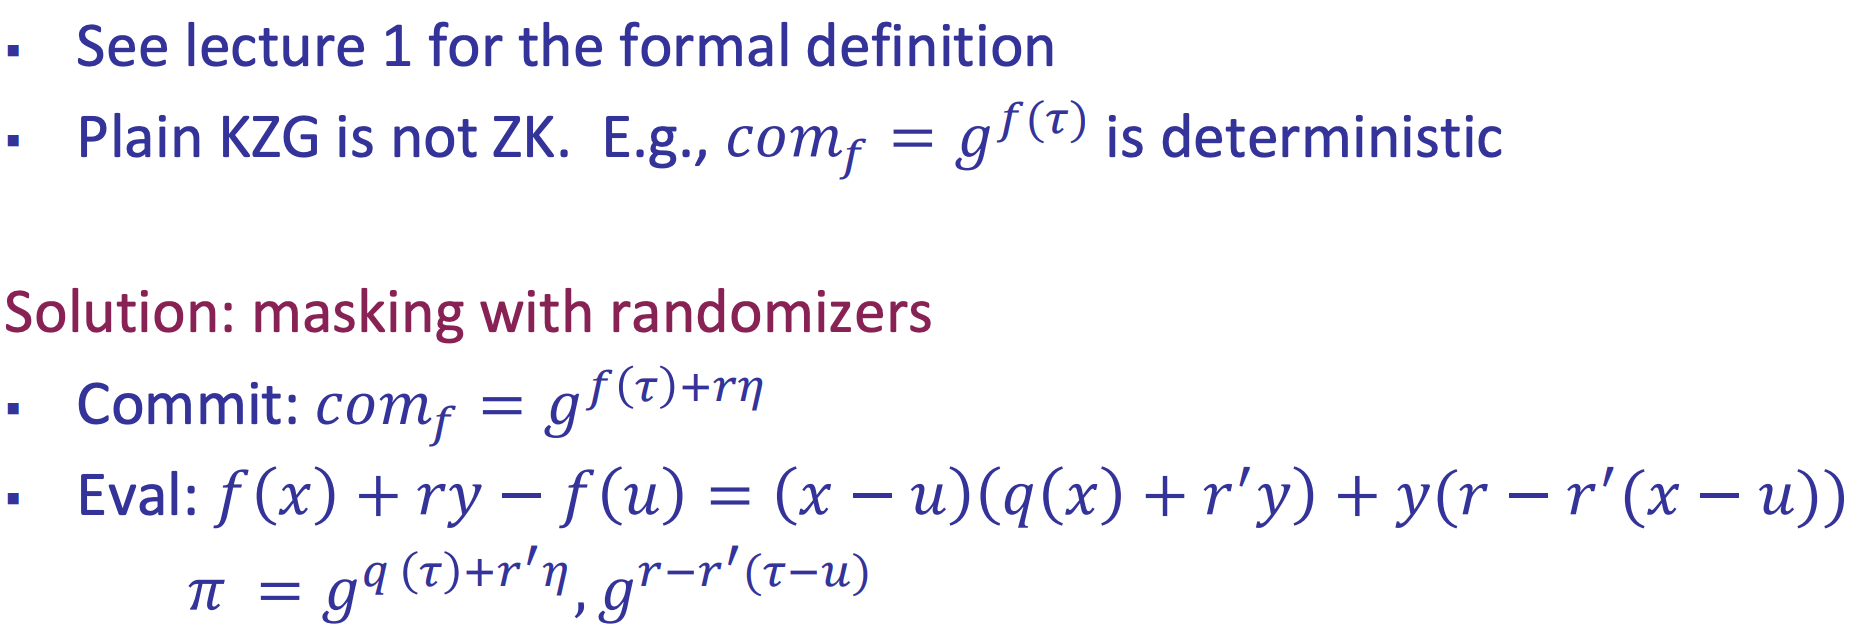 ▪ See lecture 1 for the formal definition
▪ Plain KZG is not ZK. E.g., $com_f = g^{f(\tau)}$ is deterministic
Solution: masking with randomizers
▪ Commit: $com_f = g^{f(\tau)+r\eta}$
▪ Eval: $f(x) + ry - f(u) = (x - u)(q(x) + r'y) + y(r - r'(x - u))$
$\pi = g^{q(\tau)+r'\eta}, g^{r-r'(\tau-u)}$